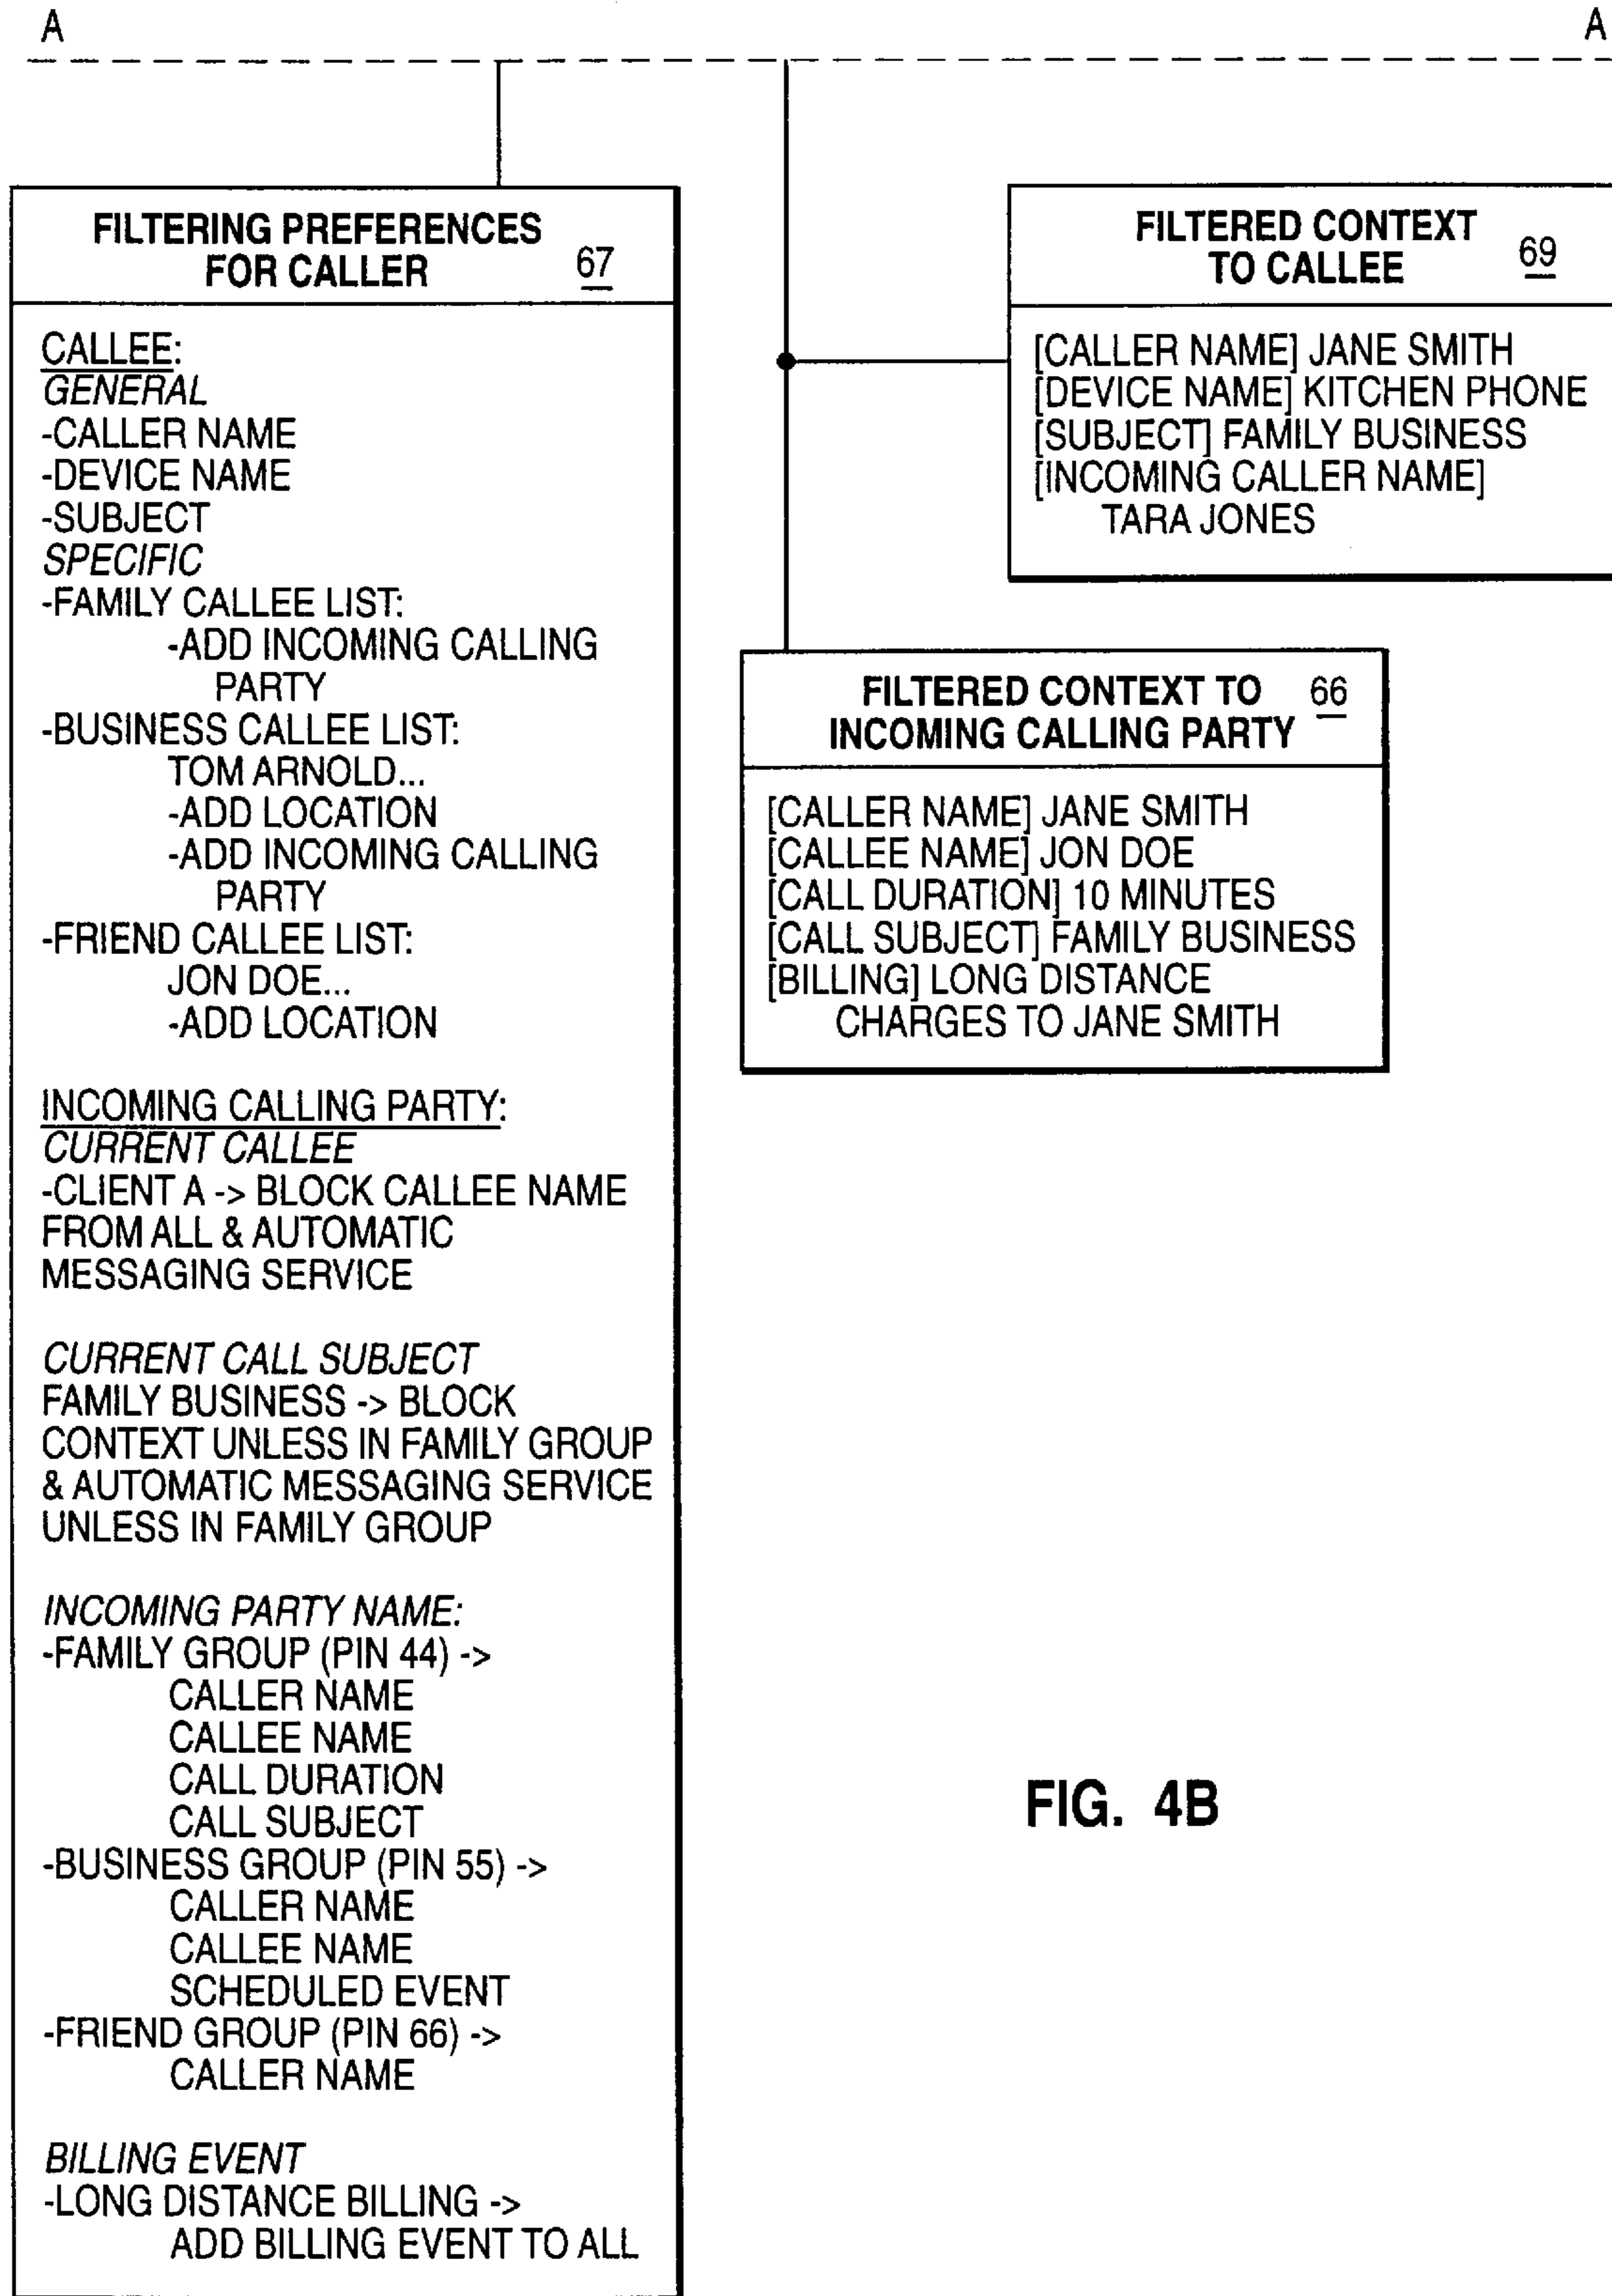 A
A
FILTERING PREFERENCES
FOR CALLER 67
CALLEE:
GENERAL
-CALLER NAME
-DEVICE NAME
-SUBJECT
SPECIFIC
-FAMILY CALLEE LIST:
-ADD INCOMING CALLING
PARTY
-BUSINESS CALLEE LIST:
TOM ARNOLD...
-ADD LOCATION
-ADD INCOMING CALLING
PARTY
-FRIEND CALLEE LIST:
JON DOE...
-ADD LOCATION
INCOMING CALLING PARTY:
CURRENT CALLEE
-CLIENT A -> BLOCK CALLEE NAME
FROM ALL & AUTOMATIC
MESSAGING SERVICE
CURRENT CALL SUBJECT
FAMILY BUSINESS -> BLOCK
CONTEXT UNLESS IN FAMILY GROUP
& AUTOMATIC MESSAGING SERVICE
UNLESS IN FAMILY GROUP
INCOMING PARTY NAME:
-FAMILY GROUP (PIN 44) ->
CALLER NAME
CALLEE NAME
CALL DURATION
CALL SUBJECT
-BUSINESS GROUP (PIN 55) ->
CALLER NAME
CALLEE NAME
SCHEDULED EVENT
-FRIEND GROUP (PIN 66) ->
CALLER NAME
BILLING EVENT
-LONG DISTANCE BILLING ->
ADD BILLING EVENT TO ALL
FILTERED CONTEXT
TO CALLEE 69
[CALLER NAME] JANE SMITH
[DEVICE NAME] KITCHEN PHONE
[SUBJECT] FAMILY BUSINESS
[INCOMING CALLER NAME]
TARA JONES
FILTERED CONTEXT TO 66
INCOMING CALLING PARTY
[CALLER NAME] JANE SMITH
[CALLEE NAME] JON DOE
[CALL DURATION] 10 MINUTES
[CALL SUBJECT] FAMILY BUSINESS
[BILLING] LONG DISTANCE
CHARGES TO JANE SMITH
FIG. 4B